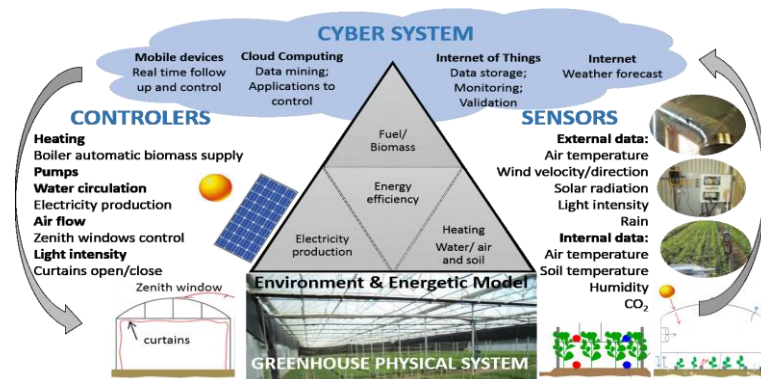 CYBER SYSTEM
Mobile devices
Real time follow
up and control
Cloud Computing
Data mining;
Applications to
control
Internet of Things
Data storage;
Monitoring;
Validation
Internet
Weather forecast
CONTROLERS
Heating
Boiler automatic biomass supply
Pumps
Water circulation
Electricity production
Air flow
Zenith windows control
Light intensity
Curtains open/close
Zenith window
curtains
Fuel/
Biomass
Energy
efficiency
Electricity
production
Heating
Water/ air
and soil
Environment & Energetic Model
GREENHOUSE PHYSICAL SYSTEM
SENSORS
External data:
Air temperature
Wind velocity/direction
Solar radiation
Light intensity
Rain
Internal data:
Air temperature
Soil temperature
Humidity
CO₂